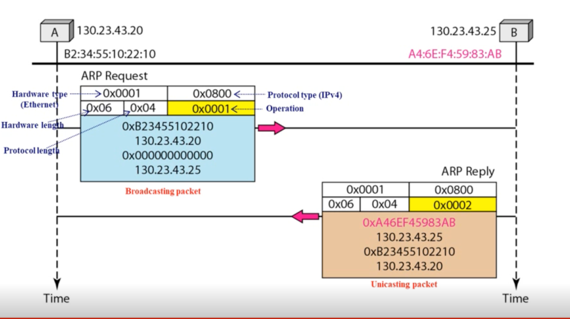 A 130.23.43.20
130.23.43.25 B
B2:34:55:10:22:10
A4:6E:F4:59:83:AB
ARP Request
Hardware type
(Ethernet)
0x0001
0x0800
Protocol type (IPv4)
0x06
0x04
0x0001
Operation
Hardware length
Protocol length
0xB23455102210
130.23.43.20
0x000000000000
130.23.43.25
Broadcasting packet
ARP Reply
0x0001
0x0800
0x06
0x04
0x0002
0xA46EF45983AB
130.23.43.25
0xB23455102210
130.23.43.20
Unicasting packet
Time
Time